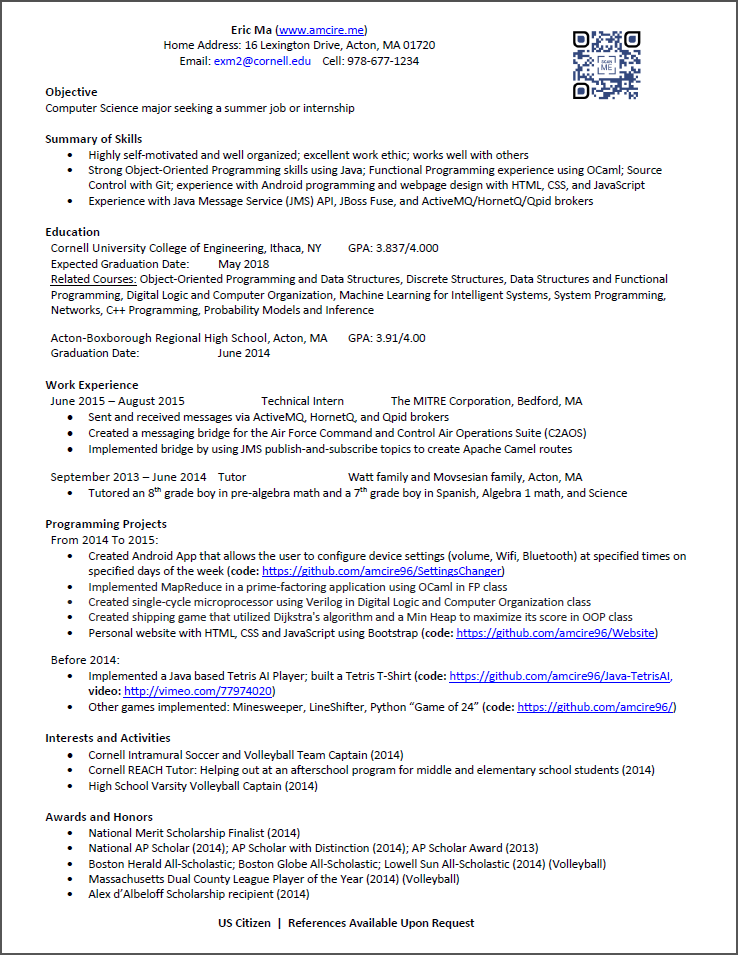 Eric Ma (www.amcire.me)
Home Address: 16 Lexington Drive, Acton, MA 01720
Email: exm2@cornell.edu Cell: 978-677-1234
SCAN
ME
Objective
Computer Science major seeking a summer job or internship
Summary of Skills
• Highly self-motivated and well organized; excellent work ethic; works well with others
• Strong Object-Oriented Programming skills using Java; Functional Programming experience using OCaml; Source
Control with Git; experience with Android programming and webpage design with HTML, CSS, and JavaScript
• Experience with Java Message Service (JMS) API, JBoss Fuse, and ActiveMQ/HornetQ/Qpid brokers
Education
Cornell University College of Engineering, Ithaca, NY GPA: 3.837/4.000
Expected Graduation Date: May 2018
Related Courses: Object-Oriented Programming and Data Structures, Discrete Structures, Data Structures and Functional
Programming, Digital Logic and Computer Organization, Machine Learning for Intelligent Systems, System Programming,
Networks, C++ Programming, Probability Models and Inference
Acton-Boxborough Regional High School, Acton, MA GPA: 3.91/4.00
Graduation Date: June 2014
Work Experience
June 2015 – August 2015 Technical Intern The MITRE Corporation, Bedford, MA
• Sent and received messages via ActiveMQ, HornetQ, and Qpid brokers
• Created a messaging bridge for the Air Force Command and Control Air Operations Suite (C2AOS)
• Implemented bridge by using JMS publish-and-subscribe topics to create Apache Camel routes
September 2013 – June 2014 Tutor Watt family and Movsesian family, Acton, MA
• Tutored an 8th grade boy in pre-algebra math and a 7th grade boy in Spanish, Algebra 1 math, and Science
Programming Projects
From 2014 To 2015:
• Created Android App that allows the user to configure device settings (volume, Wifi, Bluetooth) at specified times on
specified days of the week (code: https://github.com/amcire96/SettingsChanger)
• Implemented MapReduce in a prime-factoring application using OCaml in FP class
• Created single-cycle microprocessor using Verilog in Digital Logic and Computer Organization class
• Created shipping game that utilized Dijkstra's algorithm and a Min Heap to maximize its score in OOP class
• Personal website with HTML, CSS and JavaScript using Bootstrap (code: https://github.com/amcire96/Website)
Before 2014:
• Implemented a Java based Tetris AI Player; built a Tetris T-Shirt (code: https://github.com/amcire96/Java-TetrisAI,
video: http://vimeo.com/77974020)
• Other games implemented: Minesweeper, LineShifter, Python “Game of 24” (code: https://github.com/amcire96/)
Interests and Activities
• Cornell Intramural Soccer and Volleyball Team Captain (2014)
• Cornell REACH Tutor: Helping out at an afterschool program for middle and elementary school students (2014)
• High School Varsity Volleyball Captain (2014)
Awards and Honors
• National Merit Scholarship Finalist (2014)
• National AP Scholar (2014); AP Scholar with Distinction (2014); AP Scholar Award (2013)
• Boston Herald All-Scholastic; Boston Globe All-Scholastic; Lowell Sun All-Scholastic (2014) (Volleyball)
• Massachusetts Dual County League Player of the Year (2014) (Volleyball)
• Alex d’Albeloff Scholarship recipient (2014)
US Citizen | References Available Upon Request